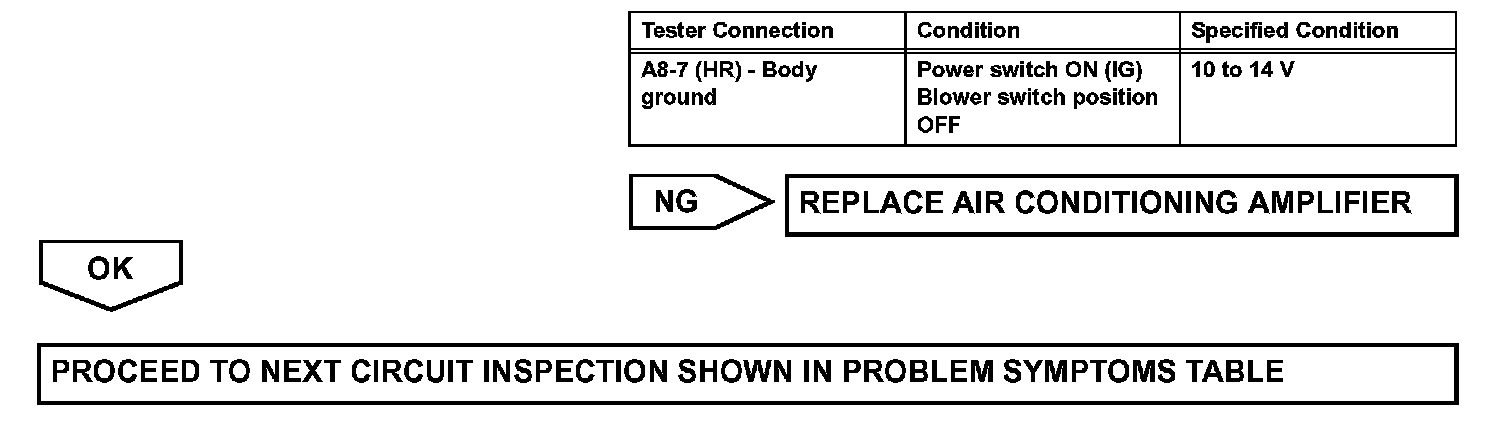 Tester Connection Condition Specified Condition
A8-7 (HR) - Body Power switch ON (IG) 10 to 14 V
ground Blower switch position
OFF
NG REPLACE AIR CONDITIONING AMPLIFIER
OK
PROCEED TO NEXT CIRCUIT INSPECTION SHOWN IN PROBLEM SYMPTOMS TABLE